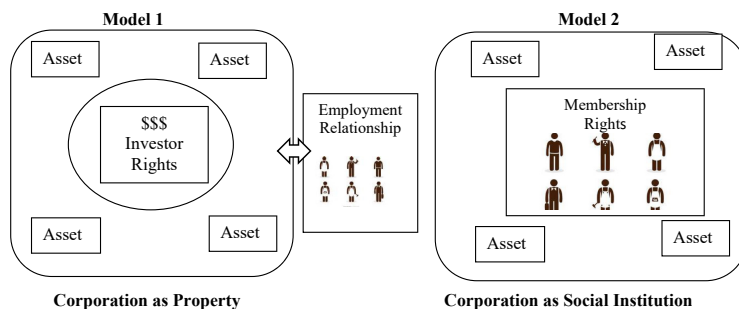 Model 1
Asset
Asset
$$$
Investor
Rights
Asset
Asset
Corporation as Property
Employment
Relationship
Model 2
Asset
Asset
Membership
Rights
Asset
Asset
Corporation as Social Institution